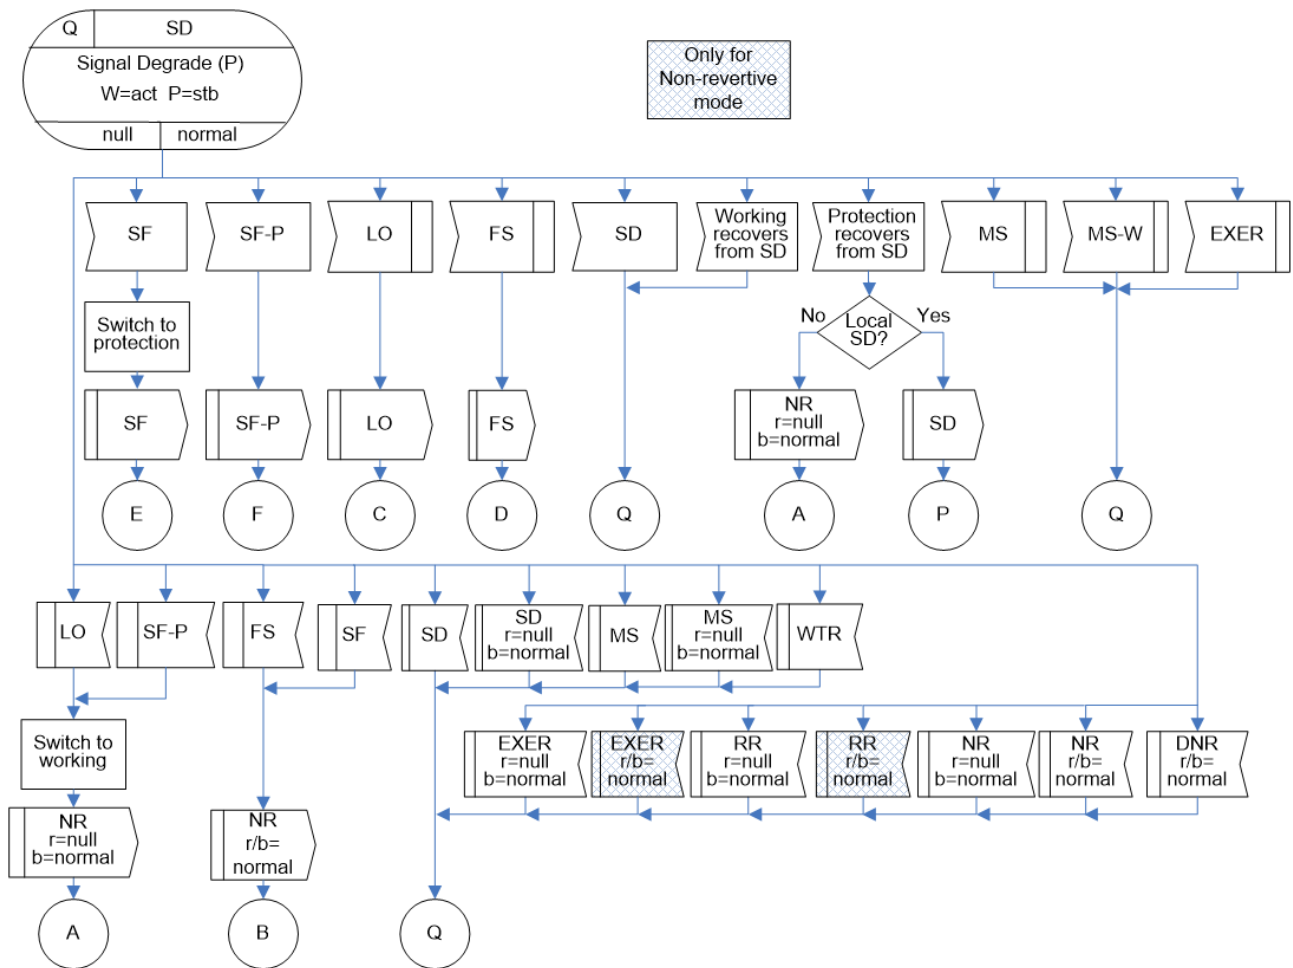 Q
SD
Signal Degrade (P)
W=act P=stb
null
normal
Only for
Non-revertive
mode
SF
SF-P
LO
FS
SD
Working
recovers
from SD
Protection
recovers
from SD
MS
MS-W
EXER
Switch to
protection
No
Local
SD?
Yes
SF
SF-P
LO
FS
NR
r=null
b=normal
SD
E
F
C
D
Q
A
P
Q
LO
SF-P
FS
SF
SD
SD
r=null
b=normal
MS
MS
r=null
b=normal
WTR
Switch to
working
EXER
r=null
b=normal
EXER
r/b=
normal
RR
r=null
b=normal
RR
r/b=
normal
NR
r=null
b=normal
NR
r/b=
normal
DNR
r/b=
normal
NR
r=null
b=normal
NR
r/b=
normal
A
B
Q